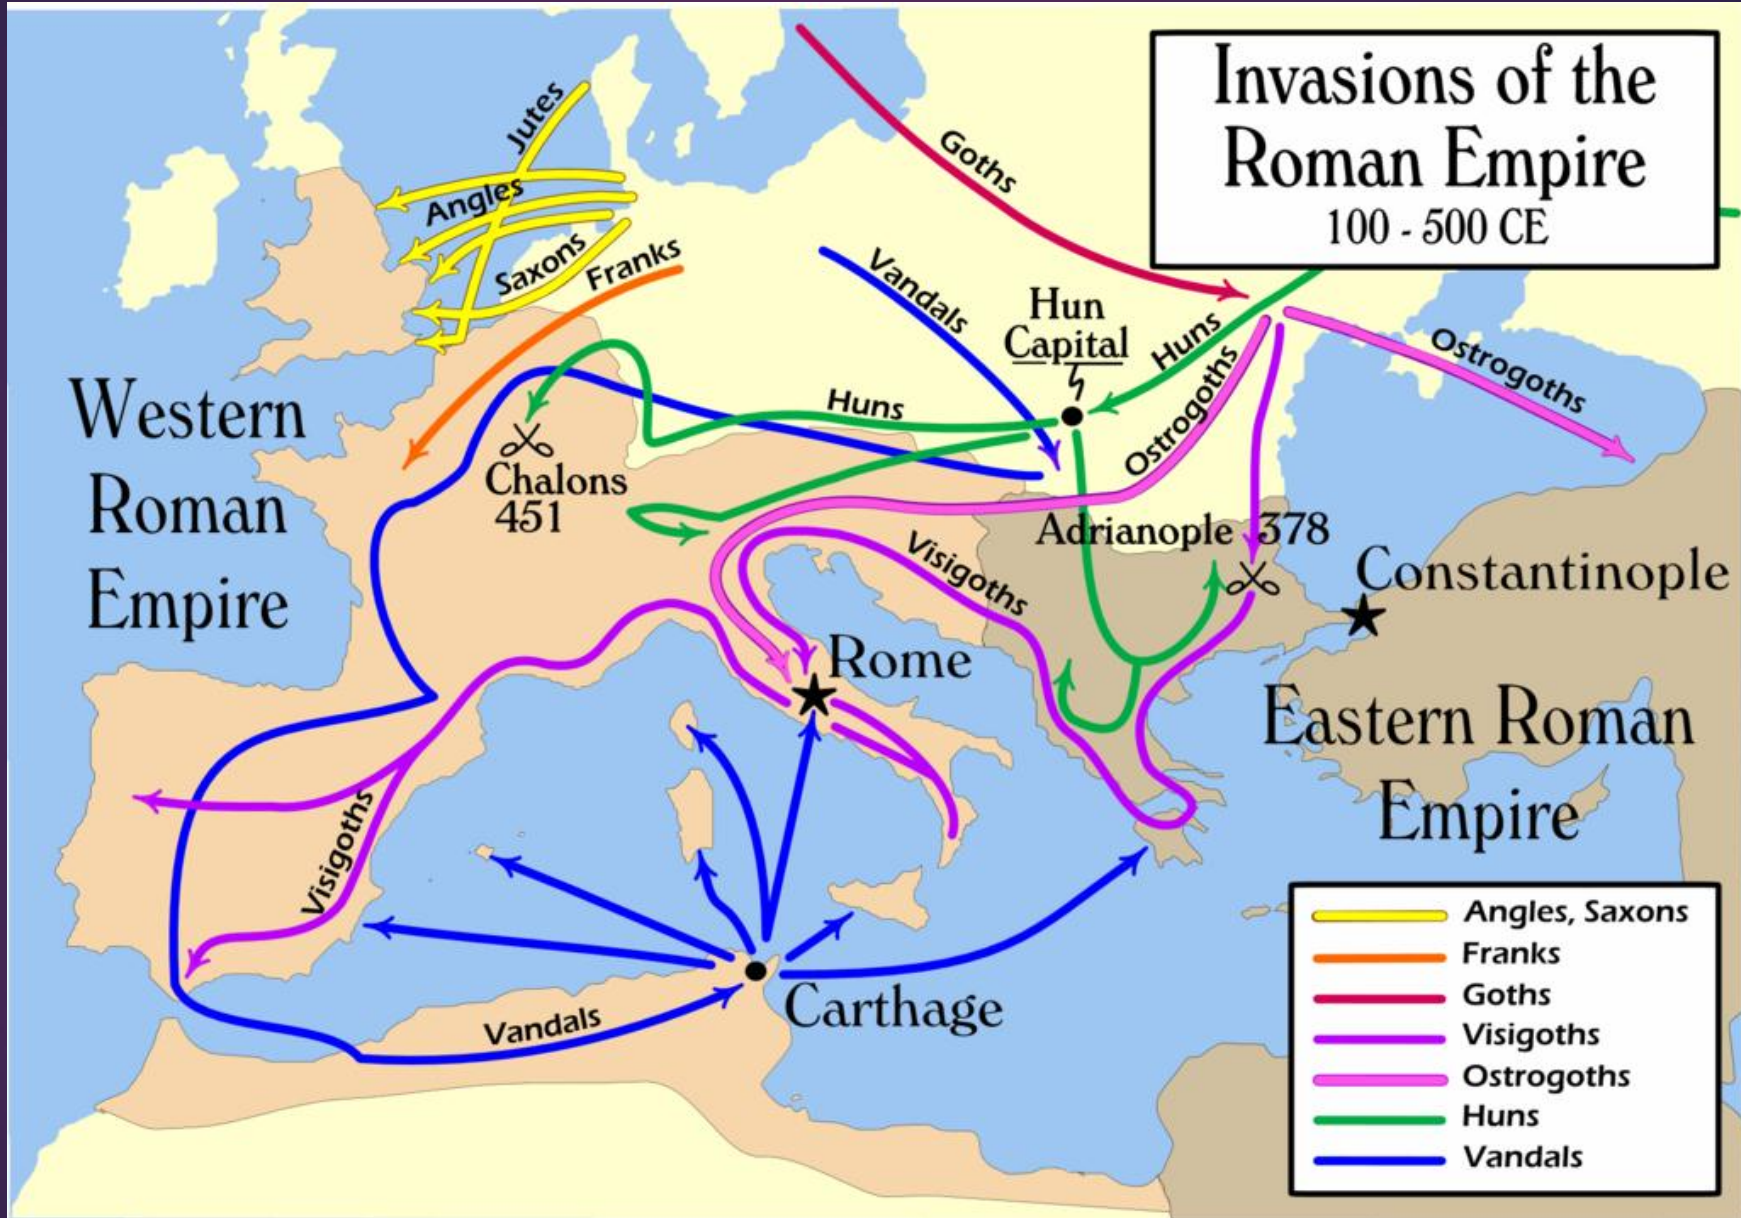 Invasions of the
Roman Empire
100 - 500 CE
Jutes
Angles
Saxons
Franks
Goths
Vandals
Hun
Capital
Huns
Ostrogoths
Ostrogoths
Huns
Western
Roman
Empire
Chalons
451
Adrianople 378
Visigoths
Constantinople
Rome
Eastern Roman
Empire
Visigoths
Carthage
Vandals
Angles, Saxons
Franks
Goths
Visigoths
Ostrogoths
Huns
Vandals